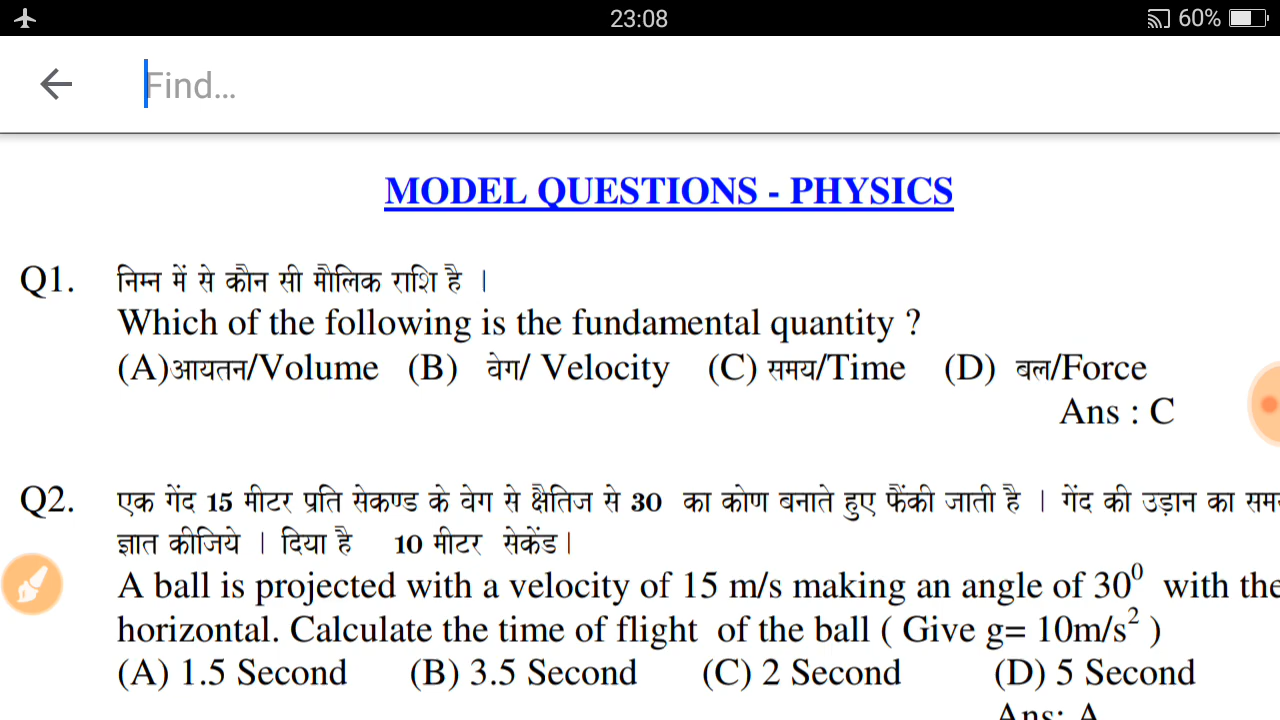 23:08
60%
Find...
MODEL QUESTIONS - PHYSICS
Q1. निम्न में से कौन सी मौलिक राशि है ।
Which of the following is the fundamental quantity ?
(A)आयतन/Volume (B) वेग/ Velocity (C) समय/Time (D) बल/Force
Ans : C
Q2. एक गेंद 15 मीटर प्रति सेकण्ड के वेग से क्षैतिज से 30 का कोण बनाते हुए फैंकी जाती है । गेंद की उड़ान का
ज्ञात कीजिये । दिया है 10 मीटर सेकेंड|
A ball is projected with a velocity of 15 m/s making an angle of 30⁰ with the
horizontal. Calculate the time of flight of the ball ( Give g= 10m/s² )
(A) 1.5 Second (B) 3.5 Second (C) 2 Second (D) 5 Second
Ans: A